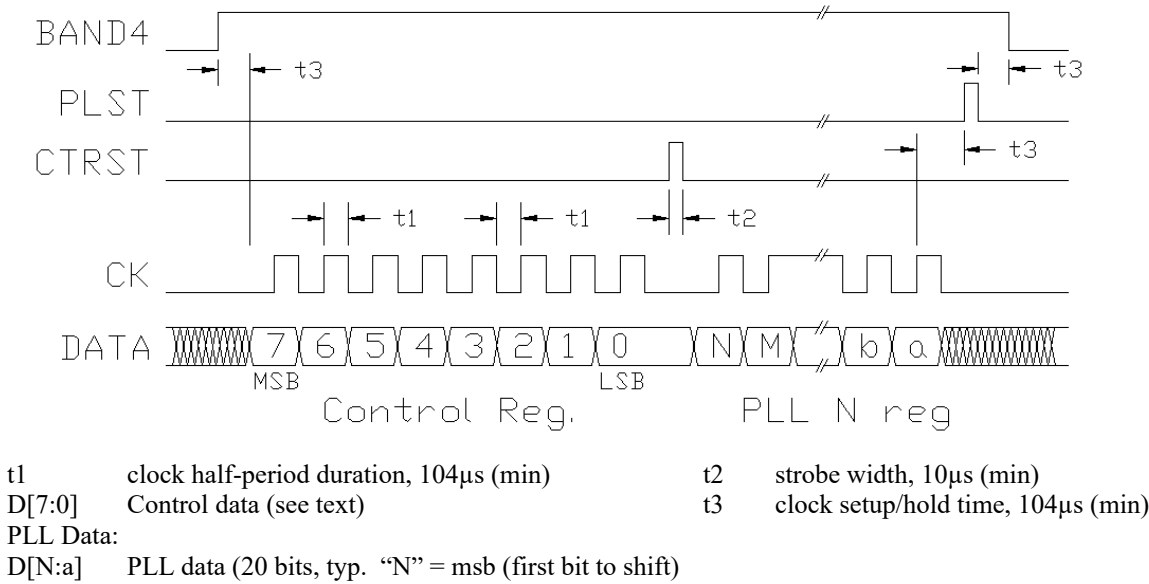 BAND4
t3
t3
PLST
t3
CTRST
t1
t1
t2
CK
DATA 7 6 5 4 3 2 1 0 N M b a
MSB LSB
Control Reg. PLL N reg
t1 clock half-period duration, 104µs (min) t2 strobe width, 10µs (min)
D[7:0] Control data (see text) t3 clock setup/hold time, 104µs (min)
PLL Data:
D[N:a] PLL data (20 bits, typ. “N” = msb (first bit to shift)